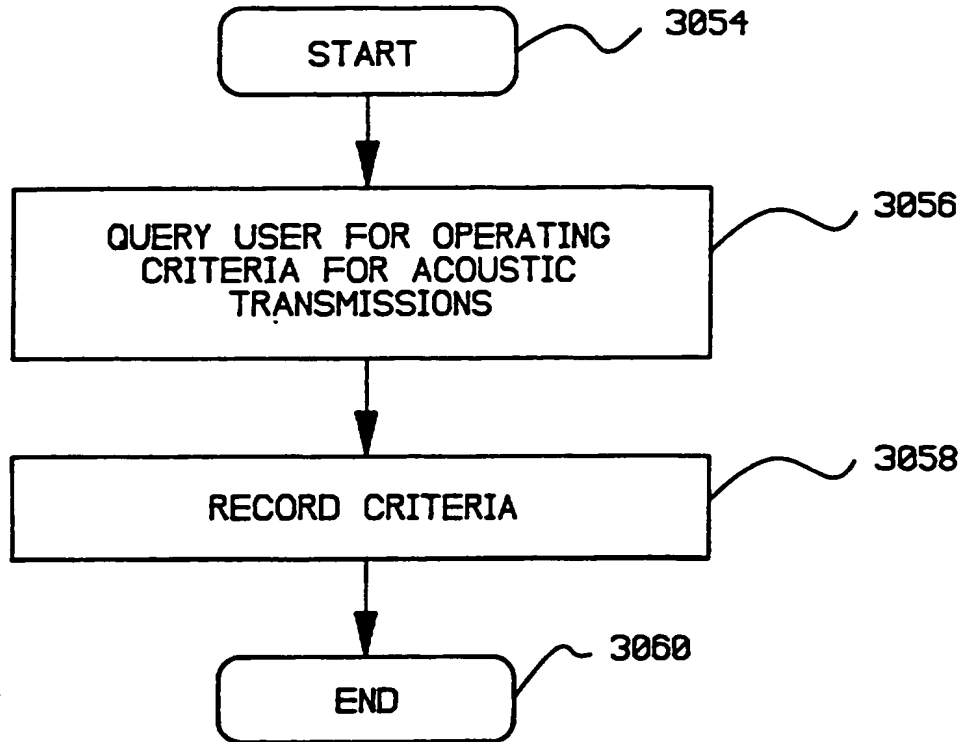 START
3054
QUERY USER FOR OPERATING
CRITERIA FOR ACOUSTIC
TRANSMISSIONS
3056
RECORD CRITERIA
3058
END
3060